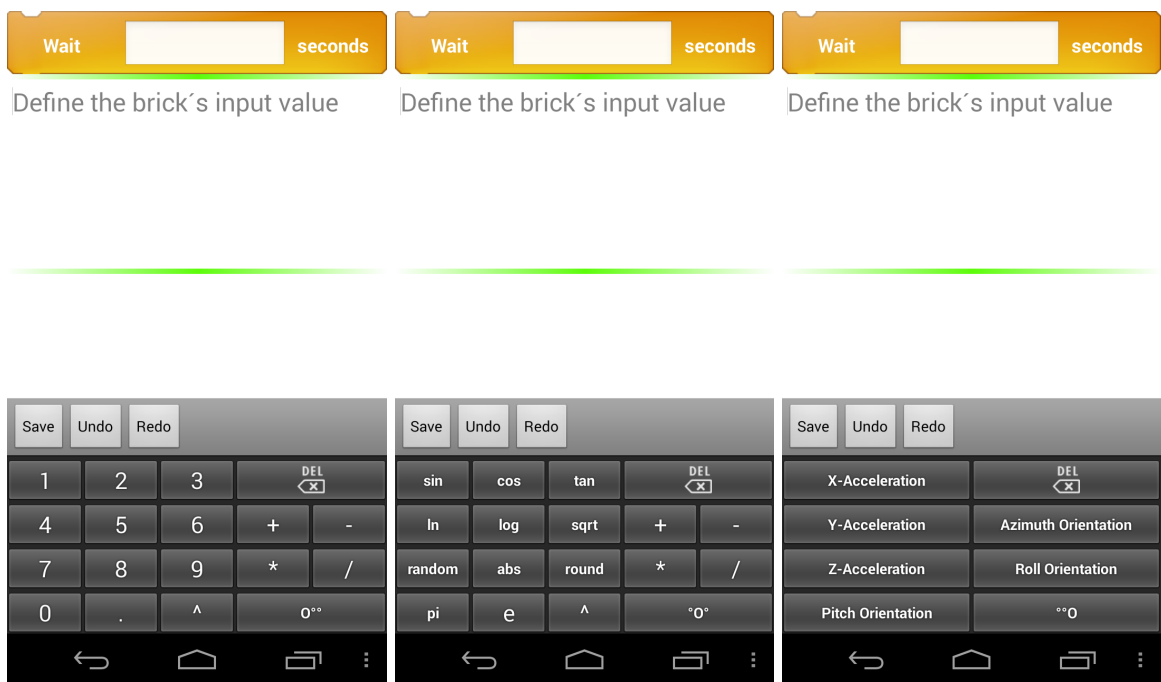 Wait seconds
Define the brick´s input value
Save Undo Redo
1 2 3 DEL
4 5 6 + -
7 8 9 * /
0 . ^ O°°
Wait seconds
Define the brick´s input value
Save Undo Redo
sin cos tan DEL
ln log sqrt + -
random abs round * /
pi e ^ °O°
Wait seconds
Define the brick´s input value
Save Undo Redo
X-Acceleration DEL
Y-Acceleration Azimuth Orientation
Z-Acceleration Roll Orientation
Pitch Orientation °°O